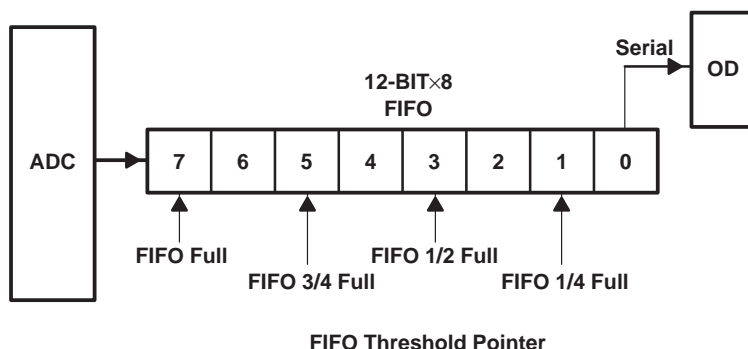 Serial
OD
12-BIT×8
FIFO
ADC
7 6 5 4 3 2 1 0
FIFO Full
FIFO 1/2 Full
FIFO 3/4 Full
FIFO 1/4 Full
FIFO Threshold Pointer